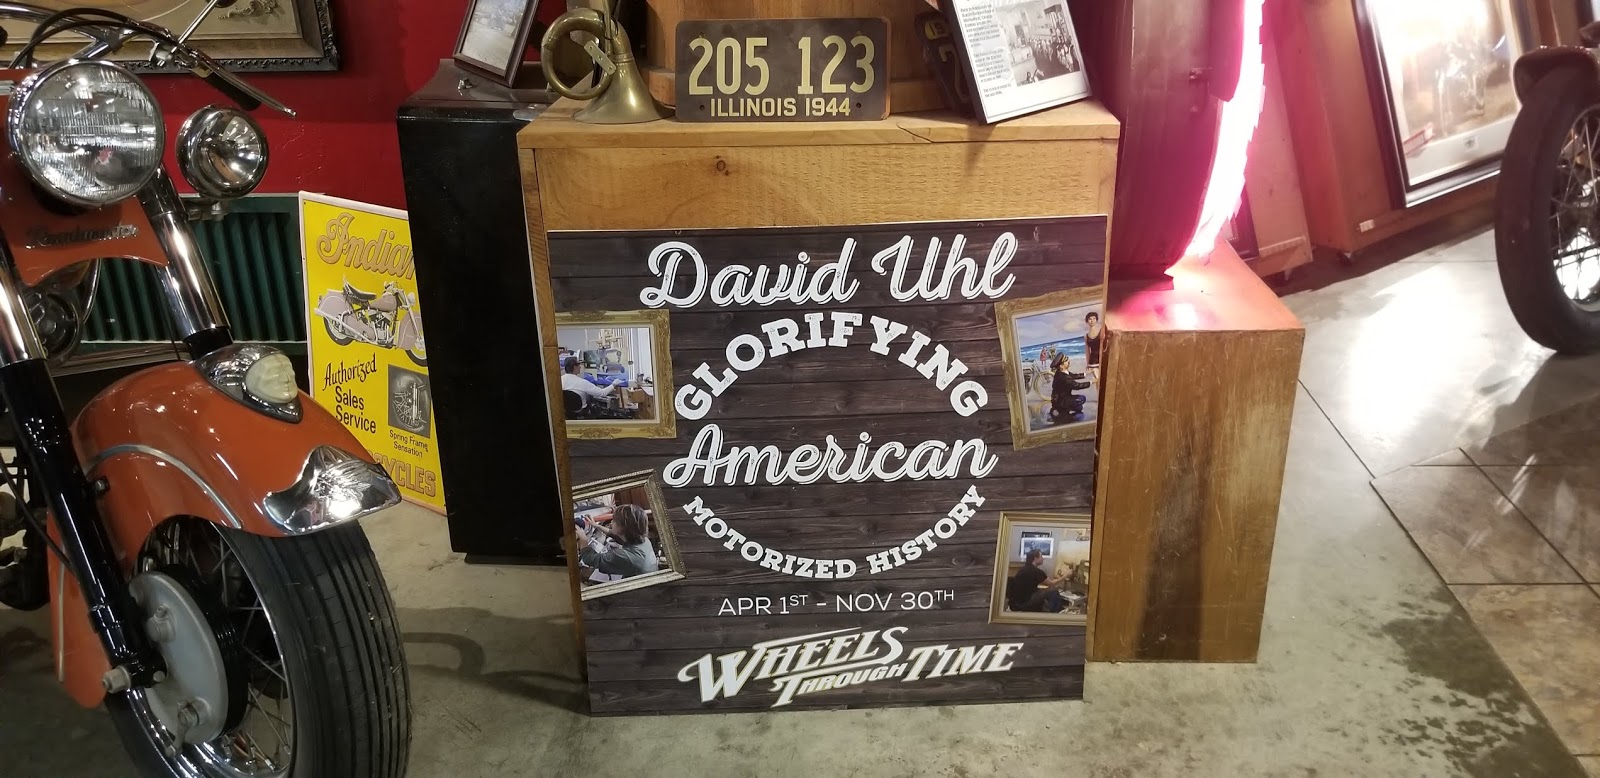 205 123
ILLINOIS 1944
Roadmaster
Indian
Authorized
Sales
Service
Spring Frame
Sensation
CYCLES
David Uhl
GLORIFYING
American
MOTORIZED HISTORY
APR 1ST - NOV 30TH
WHEELS
THROUGH TIME